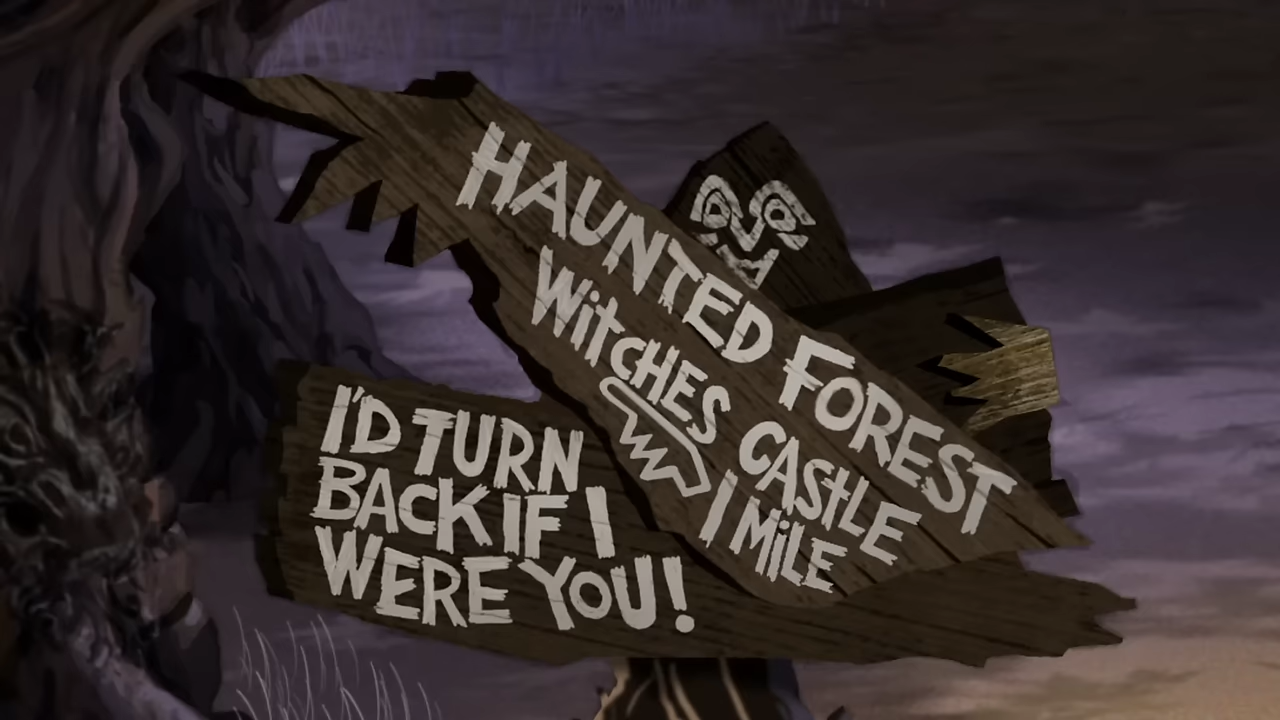 HAUNTED FOREST
WitCHES CAStLE
1 MiLE
I'D TURN
BACK IF I
WERE YOU!